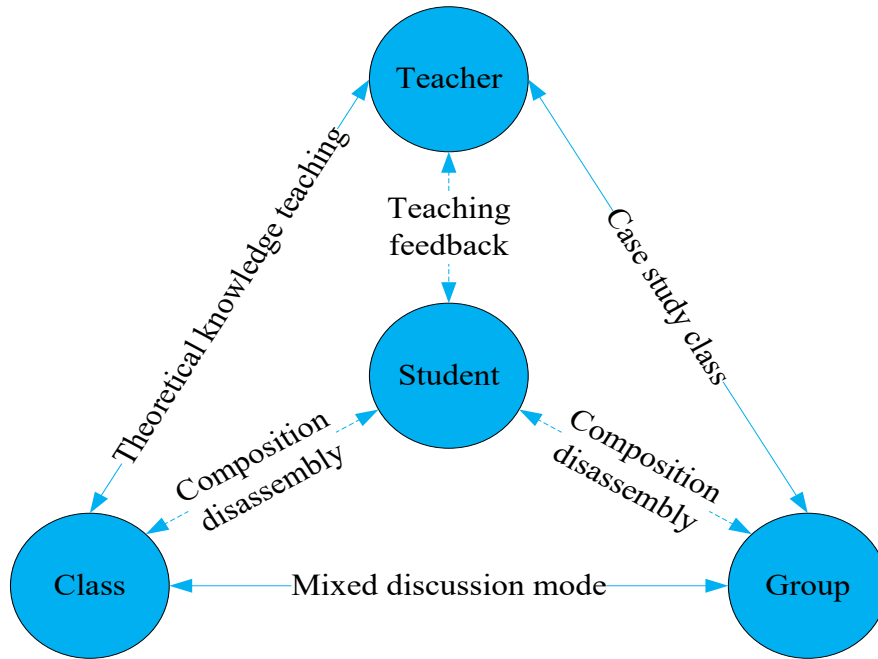 Teacher
Theoretical knowledge teaching
Teaching
feedback
Case study class
Student
Composition
disassembly
Composition
disassembly
Class
Mixed discussion mode
Group